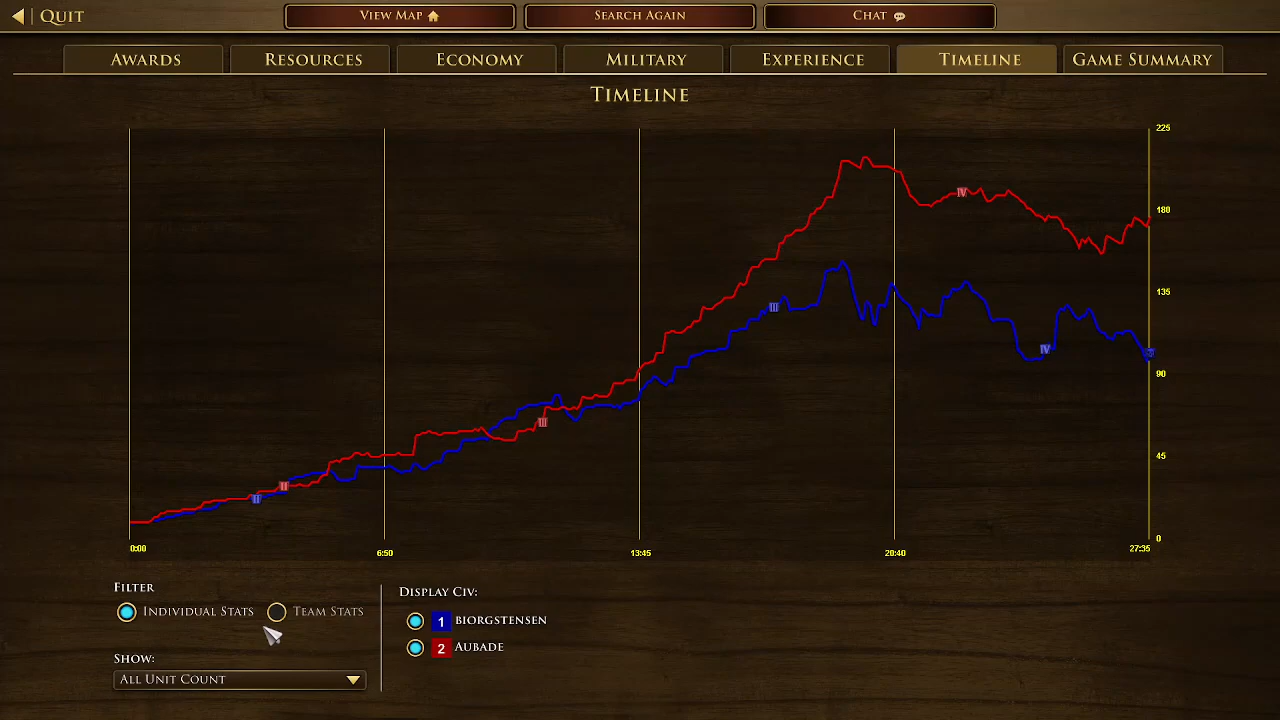 QUIT
VIEW MAP
SEARCH AGAIN
CHAT
AWARDS
RESOURCES
ECONOMY
MILITARY
EXPERIENCE
TIMELINE
GAME SUMMARY
TIMELINE
225
180
135
90
45
0
IV
III
IV
III
II
II
0:00
6:50
13:45
20:40
27:35
FILTER
INDIVIDUAL STATS
TEAM STATS
SHOW:
ALL UNIT COUNT
DISPLAY CIV:
1 BIORGSTENSEN
2 AUBADE